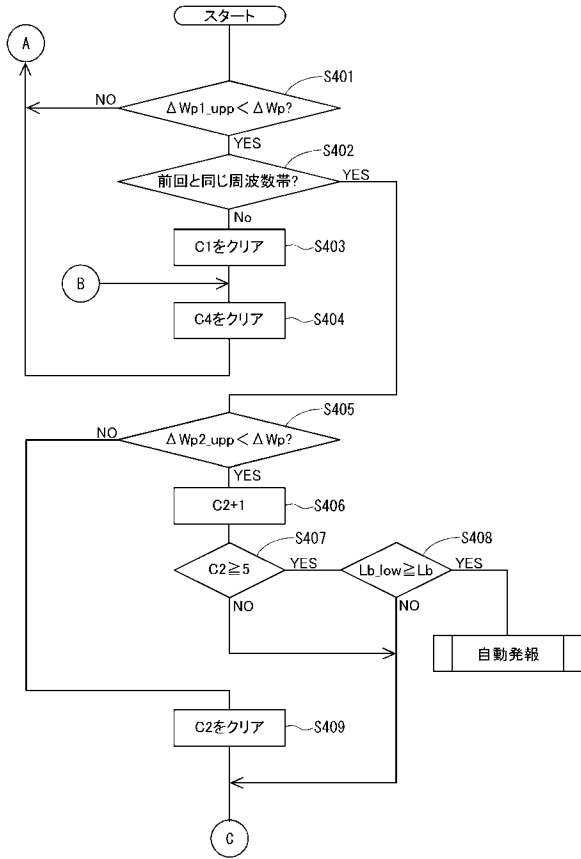 スタート
A
S401
NO
ΔWp1_upp<ΔWp?
YES
S402
前回と同じ周波数帯?
YES
No
C1をクリア
S403
B
C4をクリア
S404
S405
NO
ΔWp2_upp<ΔWp?
YES
C2+1
S406
S407
S408
C2≧5
YES
Lb_low≧Lb
YES
NO
NO
自動発報
C2をクリア
S409
C